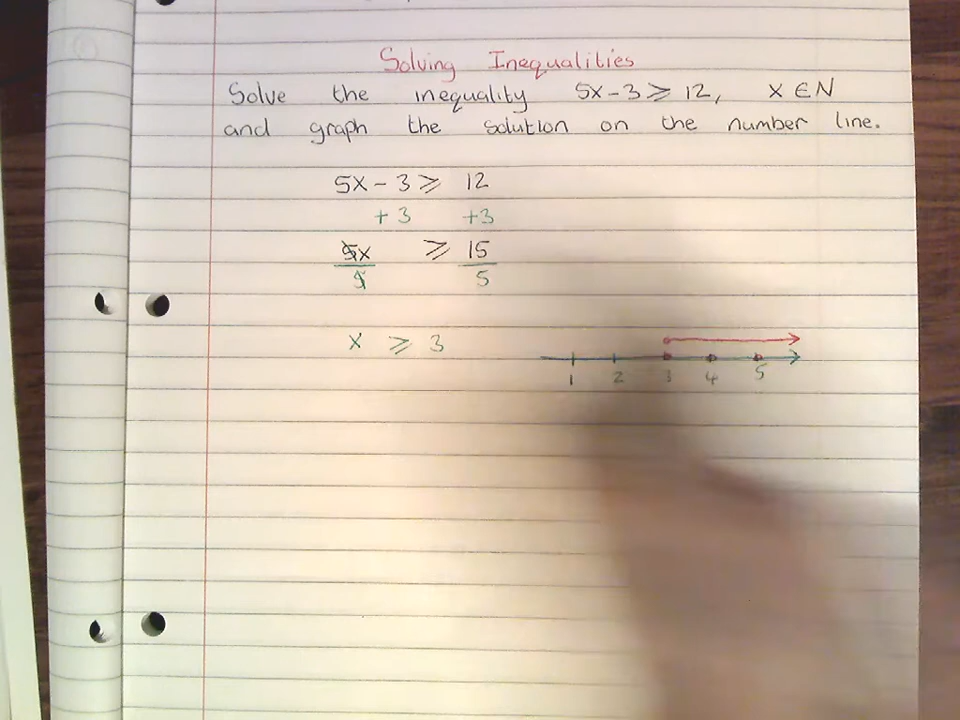 Solving Inequalities
Solve the inequality 5x - 3 ⩾ 12, x ∈ N
and graph the solution on the number line.
5x - 3 ⩾ 12
+ 3 +3
5x ⩾ 15
5 5
x ⩾ 3
1 2 3 4 5